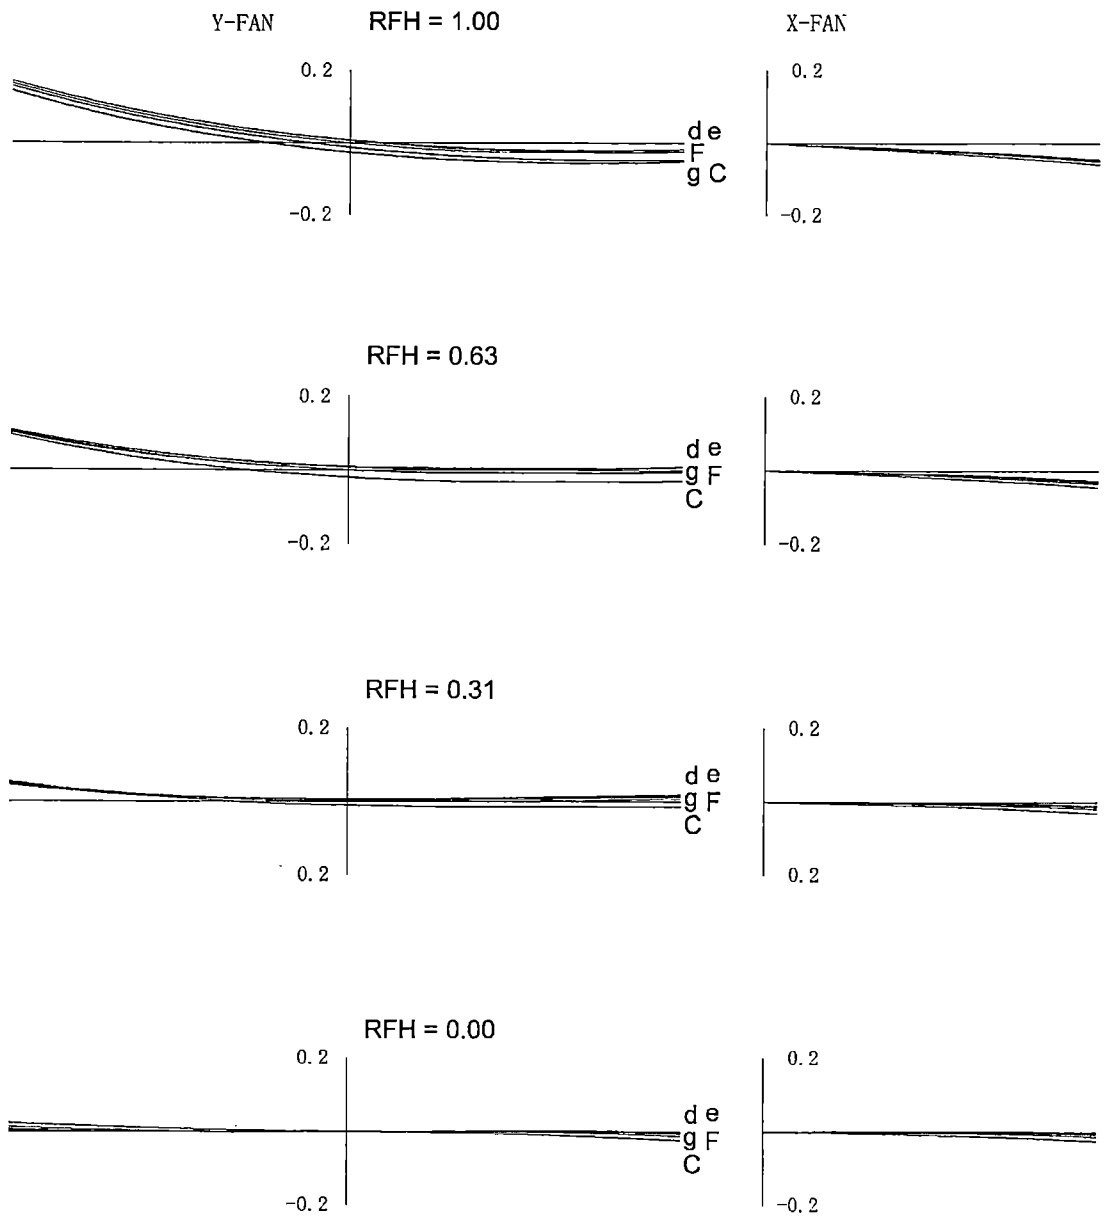 Y-FAN RFH = 1.00 X-FAN
0.2 0.2
d e
F
g C
-0.2 -0.2
RFH = 0.63
0.2 0.2
d e
g F
C
-0.2 -0.2
RFH = 0.31
0.2 0.2
d e
g F
C
0.2 0.2
RFH = 0.00
0.2 0.2
d e
g F
C
-0.2 -0.2